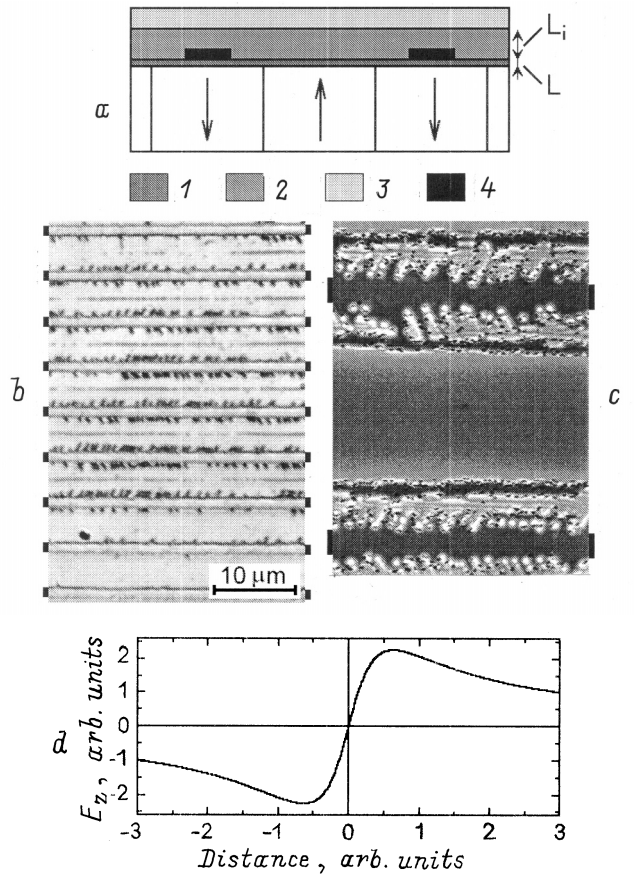 L_i
L
a
1 2 3 4
b
c
10 μm
d
E_z, arb. units
2
1
0
-1
-2
-3 -2 -1 0 1 2 3
Distance, arb. units